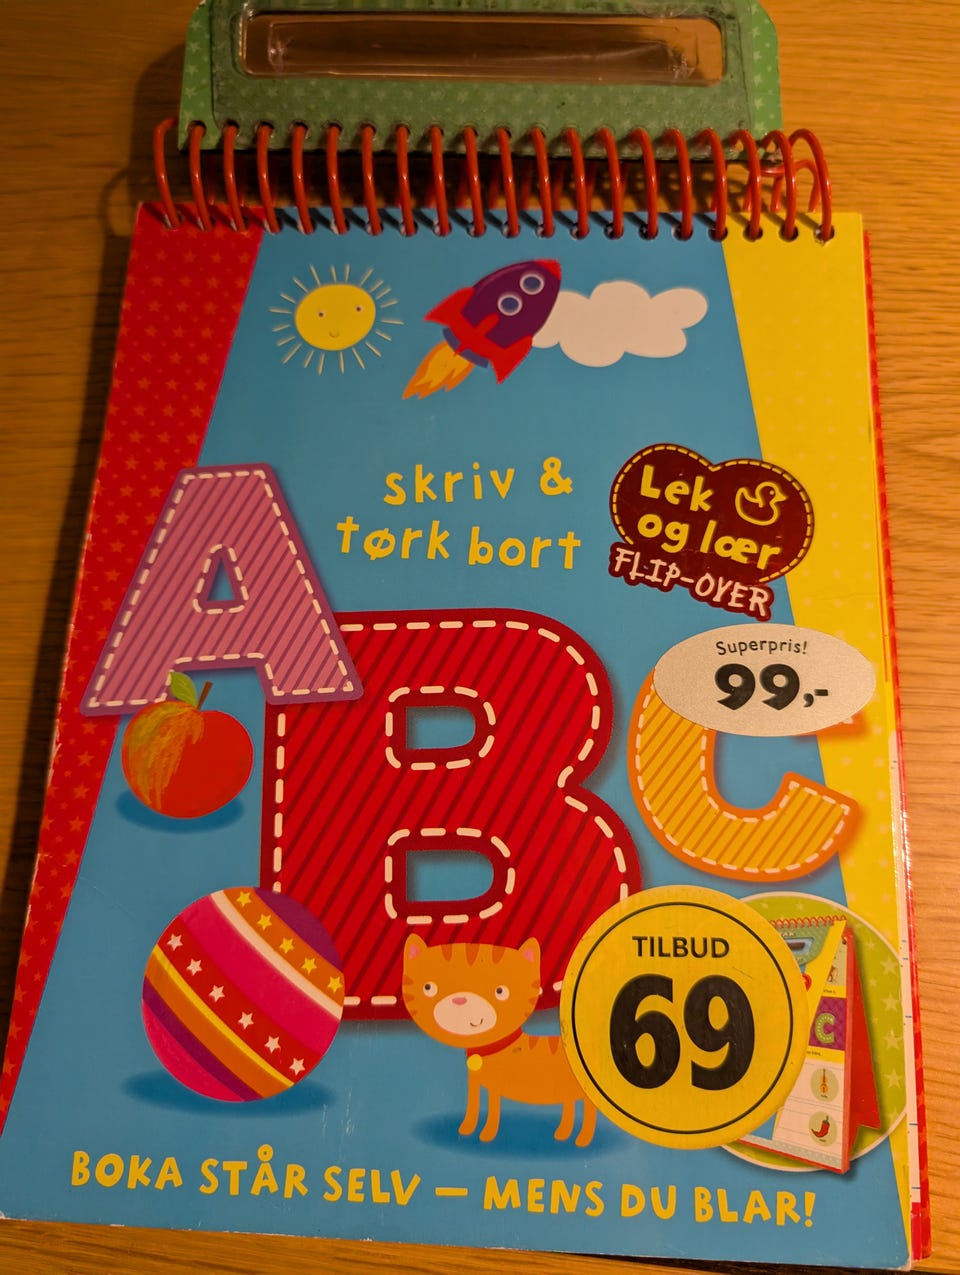 skriv &
tørk bort
Lek
og lær
FLIP-OVER
Superpris!
99,-
A
B
C
TILBUD
69
C
BOKA STÅR SELV – MENS DU BLAR!